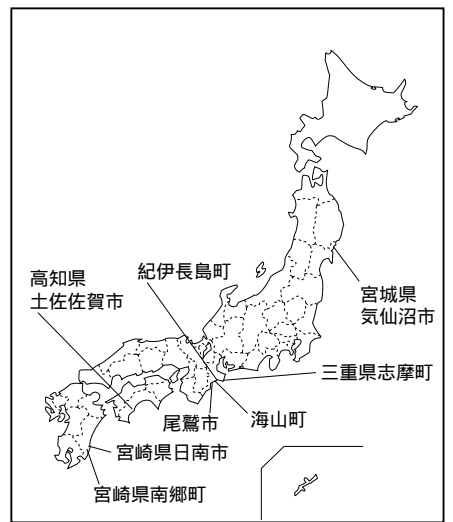 高知県
土佐佐賀市
紀伊長島町
宮城県
気仙沼市
三重県志摩町
尾鷲市
海山町
宮崎県日南市
宮崎県南郷町